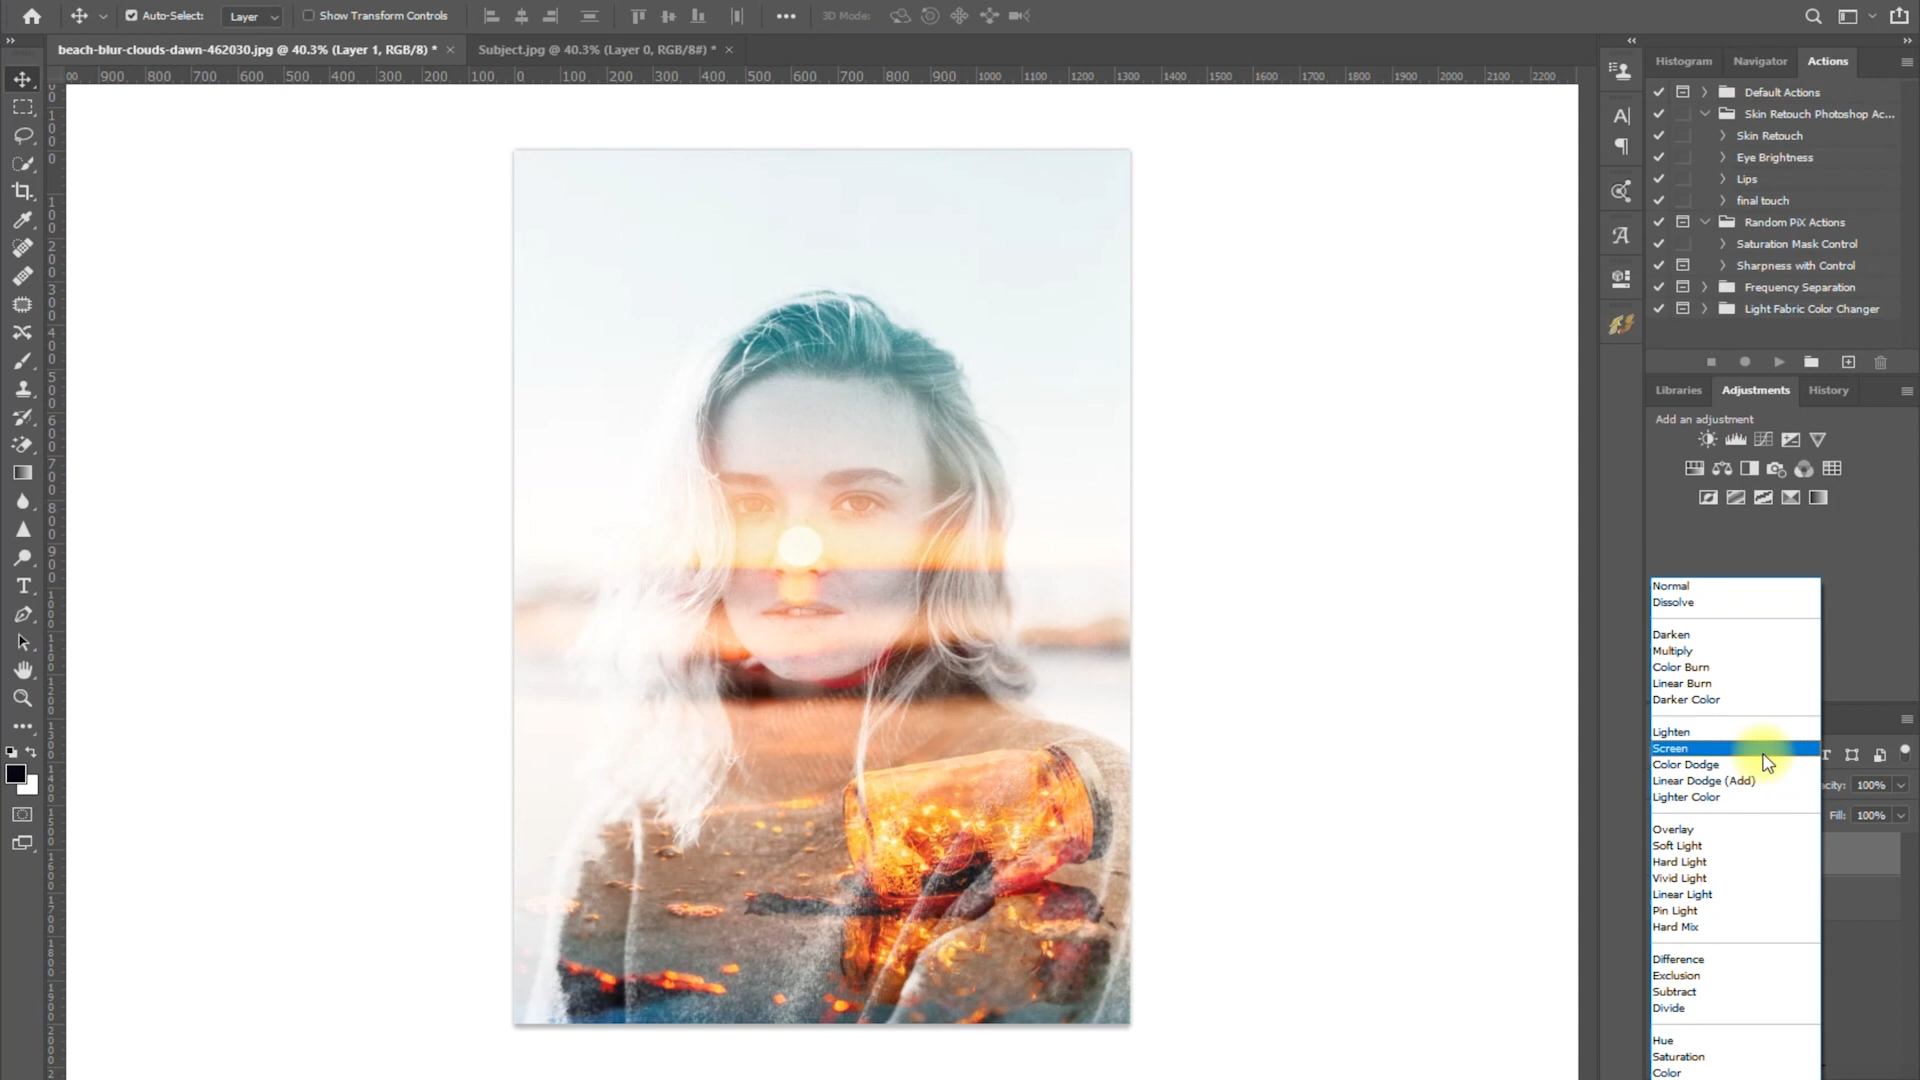 Auto-Select: Layer Show Transform Controls 3D Mode:
beach-blur-clouds-dawn-462030.jpg @ 40.3% (Layer 1, RGB/8) * × Subject.jpg @ 40.3% (Layer 0, RGB/8#) * ×
00 900 800 700 600 500 400 300 200 100 0 100 200 300 400 500 600 700 800 900 1000 1100 1200 1300 1400 1500 1600 1700 1800 1900 2000 2100 2200
Histogram Navigator Actions
Default Actions
Skin Retouch Photoshop Ac...
Skin Retouch
Eye Brightness
Lips
final touch
Random PiX Actions
Saturation Mask Control
Sharpness with Control
Frequency Separation
Light Fabric Color Changer
Libraries Adjustments History
Add an adjustment
Normal
Dissolve
Darken
Multiply
Color Burn
Linear Burn
Darker Color
Lighten
Screen
Color Dodge
Linear Dodge (Add)
acity: 100%
Lighter Color
Fill: 100%
Overlay
Soft Light
Hard Light
Vivid Light
Linear Light
Pin Light
Hard Mix
Difference
Exclusion
Subtract
Divide
Hue
Saturation
Color